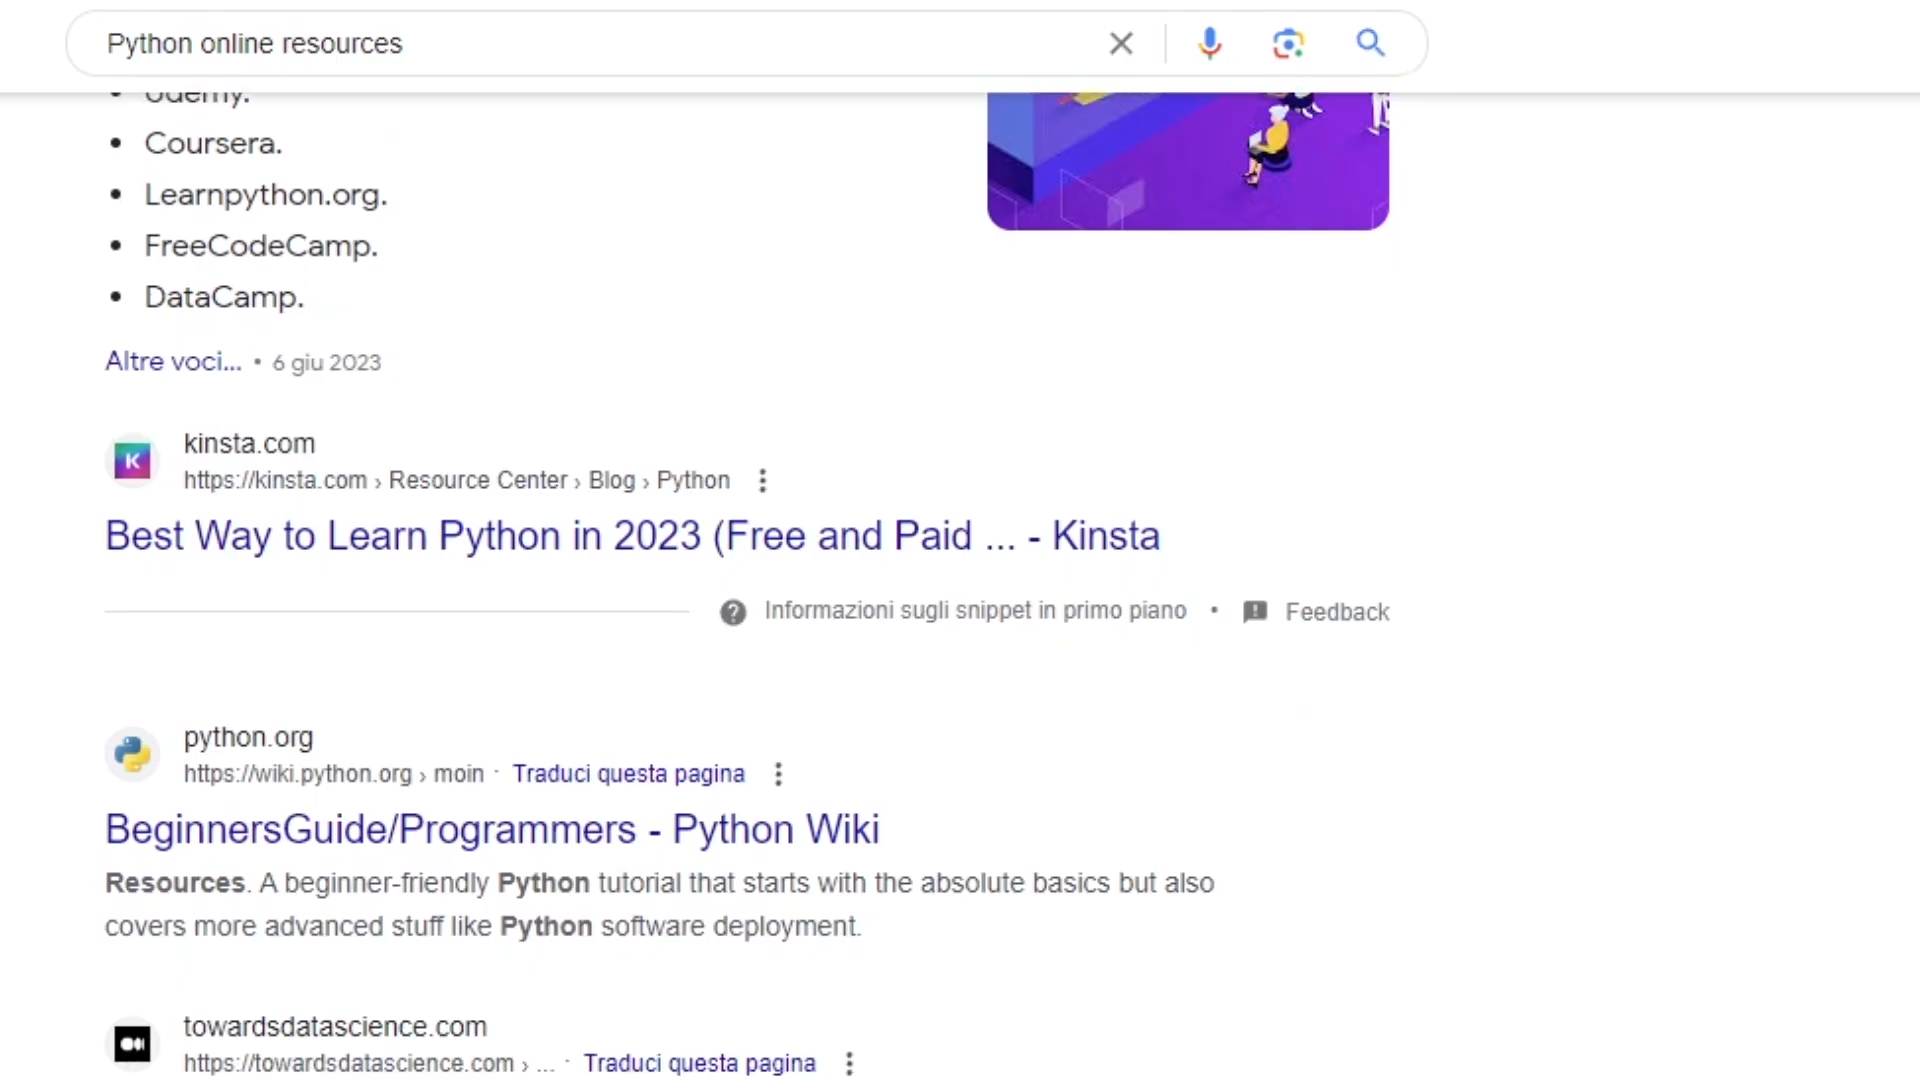 Python online resources
Udemy.
Coursera.
Learnpython.org.
FreeCodeCamp.
DataCamp.
Altre voci... • 6 giu 2023
kinsta.com
https://kinsta.com › Resource Center › Blog › Python
Best Way to Learn Python in 2023 (Free and Paid ... - Kinsta
Informazioni sugli snippet in primo piano • Feedback
python.org
https://wiki.python.org › moin · Traduci questa pagina
BeginnersGuide/Programmers - Python Wiki
Resources. A beginner-friendly Python tutorial that starts with the absolute basics but also
covers more advanced stuff like Python software deployment.
towardsdatascience.com
https://towardsdatascience.com › ... · Traduci questa pagina